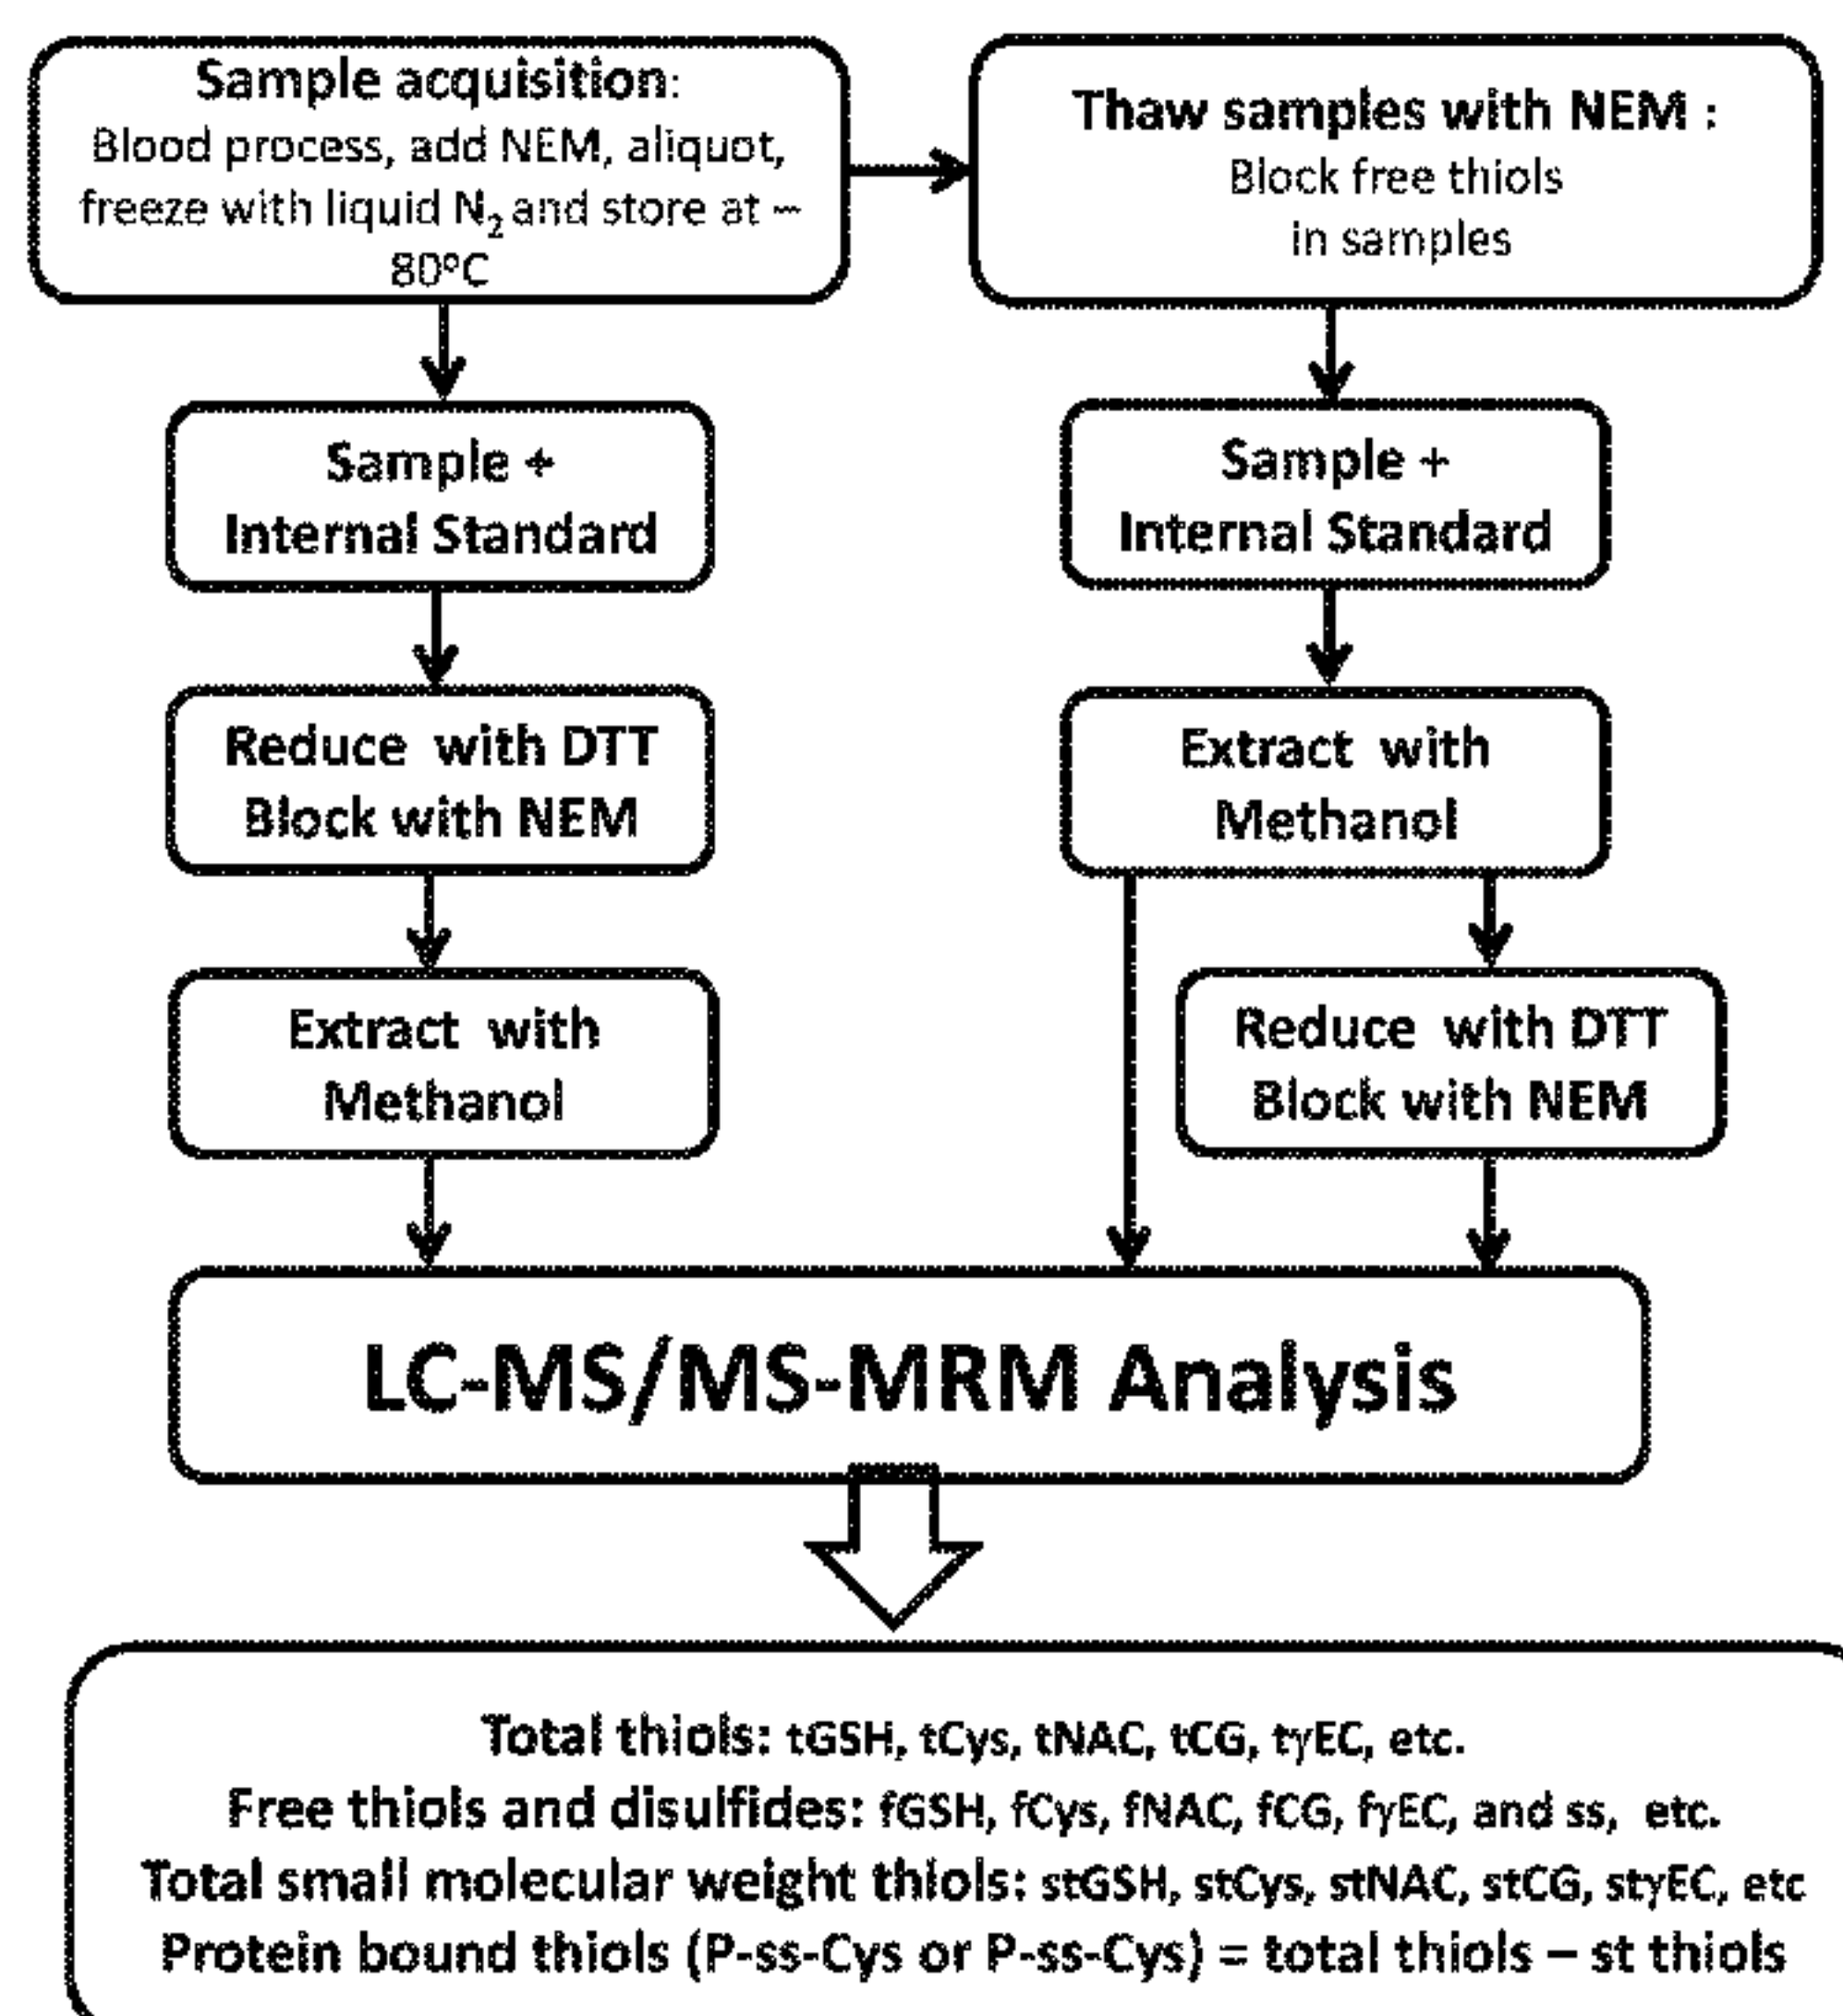 Sample acquisition:
Blood process, add NEM, aliquot,
freeze with liquid N₂ and store at –
80ºC
Thaw samples with NEM :
Block free thiols
in samples
Sample +
Internal Standard
Sample +
Internal Standard
Reduce with DTT
Block with NEM
Extract with
Methanol
Extract with
Methanol
Reduce with DTT
Block with NEM
LC-MS/MS-MRM Analysis
Total thiols: tGSH, tCys, tNAC, tCG, tγEC, etc.
Free thiols and disulfides: fGSH, fCys, fNAC, fCG, fγEC, and ss, etc.
Total small molecular weight thiols: stGSH, stCys, stNAC, stCG, stγEC, etc
Protein bound thiols (P-ss-Cys or P-ss-Cys) = total thiols – st thiols